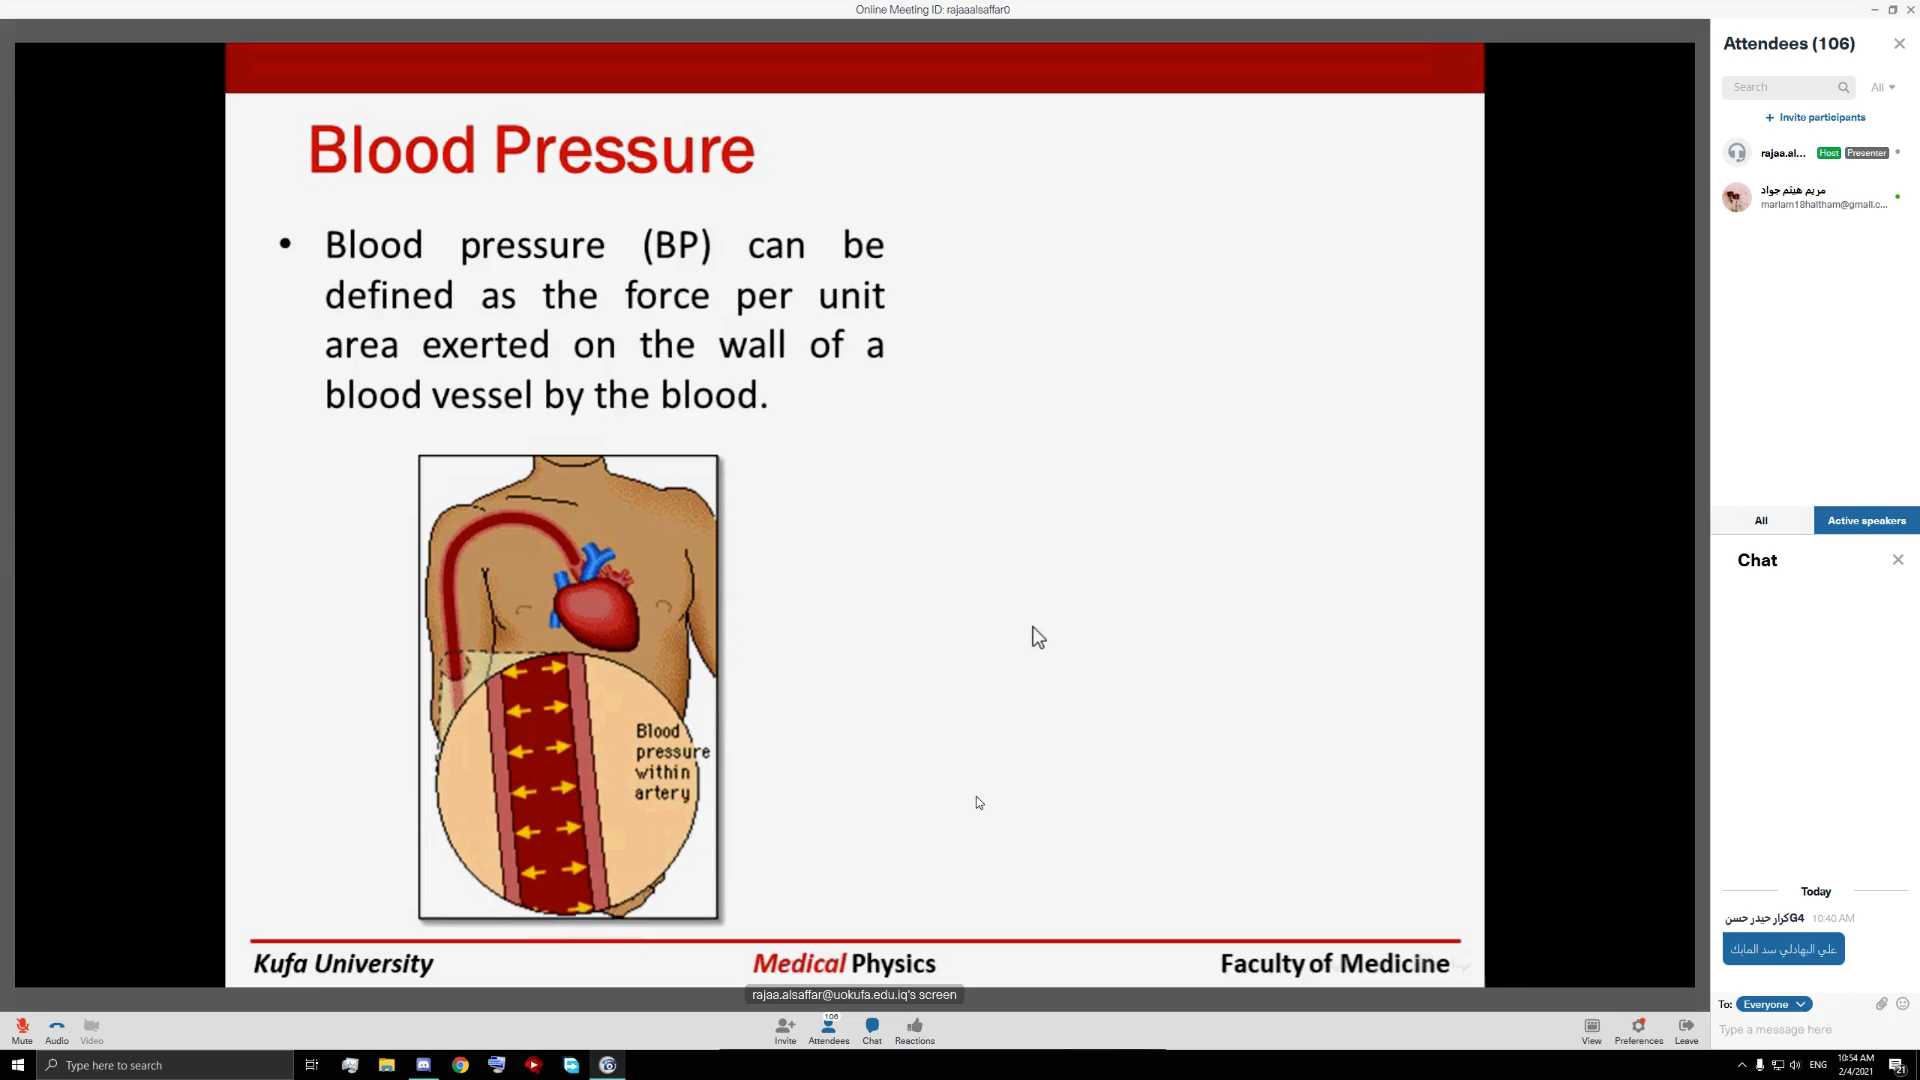 Online Meeting ID: rajaaalsaffar0
Blood Pressure
• Blood pressure (BP) can be
defined as the force per unit
area exerted on the wall of a
blood vessel by the blood.
Blood
pressure
within
artery
Kufa University
Medical Physics
Faculty of Medicine
rajaa.alsaffar@uokufa.edu.iq's screen
Attendees (106)
Search
All
+ Invite participants
rajaa.al... Host Presenter
مريم هيثم جواد
mariam18haitham@gmail.c...
All
Active speakers
Chat
Today
G4كرار حيدر حسن 10:40 AM
علي البهادلي سد المايك
To: Everyone
Type a message here
Mute
Audio
Video
Invite
106
Attendees
Chat
Reactions
View
Preferences
Leave
Type here to search
ENG
10:54 AM
2/4/2021
21